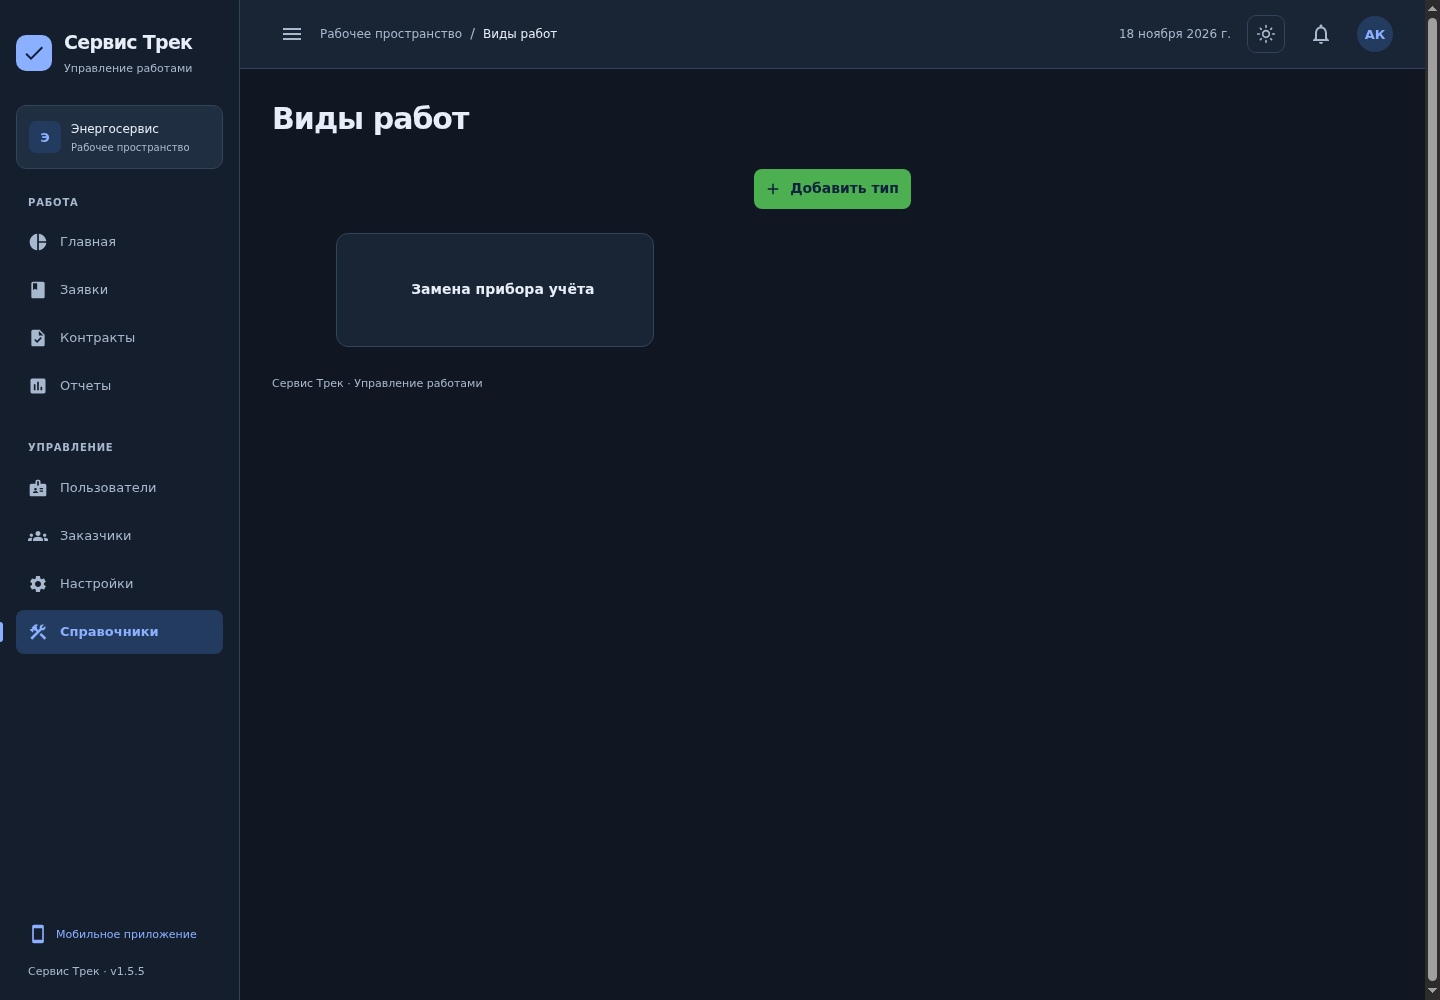 Сервис Трек
Управление работами
Э
Энергосервис
Рабочее пространство
РАБОТА
Главная
Заявки
Контракты
Отчеты
УПРАВЛЕНИЕ
Пользователи
Заказчики
Настройки
Справочники
Мобильное приложение
Сервис Трек · v1.5.5
Рабочее пространство / Виды работ
18 ноября 2026 г.
АК
Виды работ
+ Добавить тип
Замена прибора учёта
Сервис Трек · Управление работами